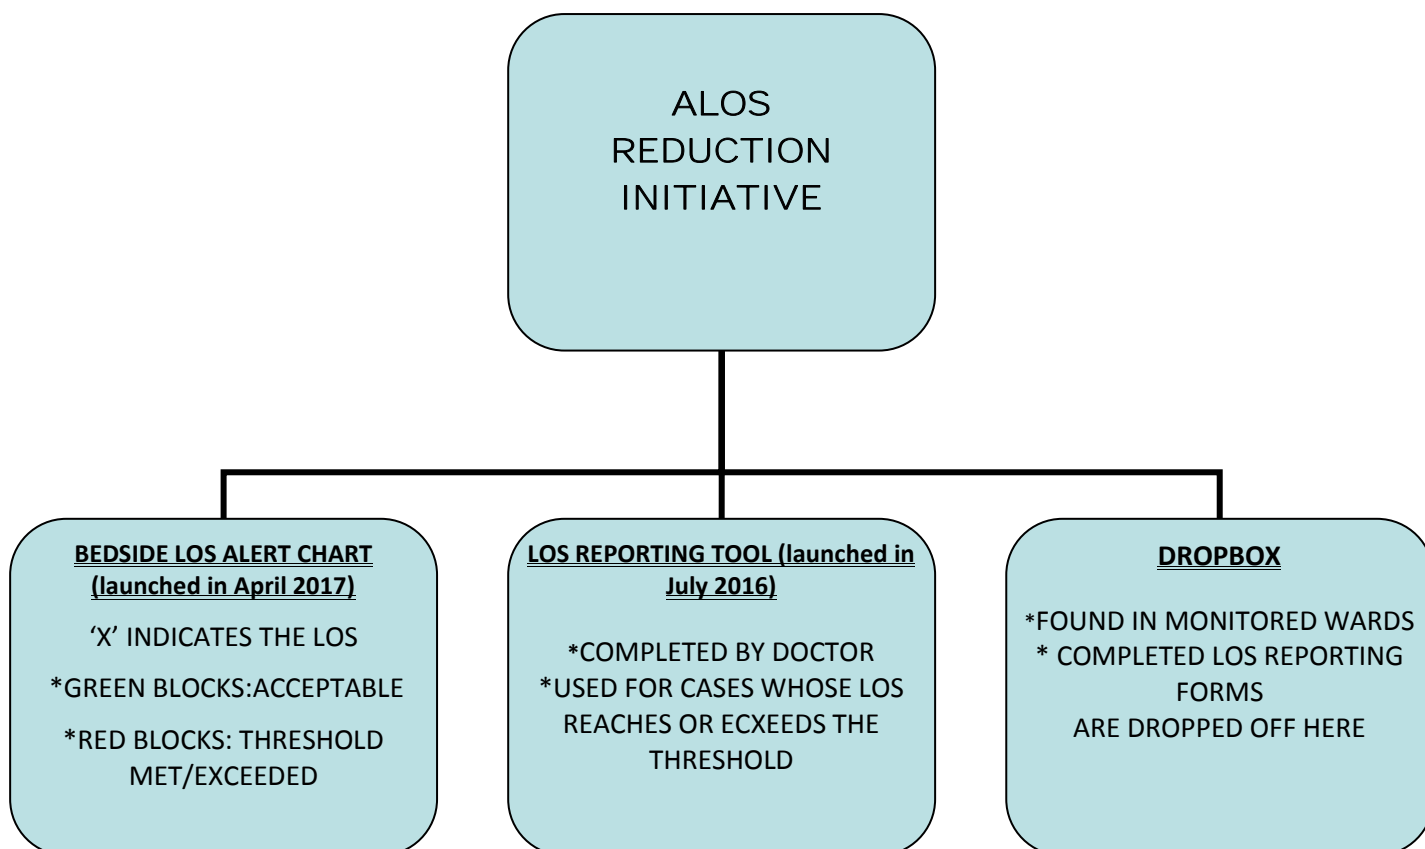 ALOS
REDUCTION
INITIATIVE
BEDSIDE LOS ALERT CHART
(launched in April 2017)
‘X’ INDICATES THE LOS
*GREEN BLOCKS:ACCEPTABLE
*RED BLOCKS: THRESHOLD
MET/EXCEEDED
LOS REPORTING TOOL (launched in
July 2016)
*COMPLETED BY DOCTOR
*USED FOR CASES WHOSE LOS
REACHES OR ECXEEDS THE
THRESHOLD
DROPBOX
*FOUND IN MONITORED WARDS
* COMPLETED LOS REPORTING
FORMS
ARE DROPPED OFF HERE